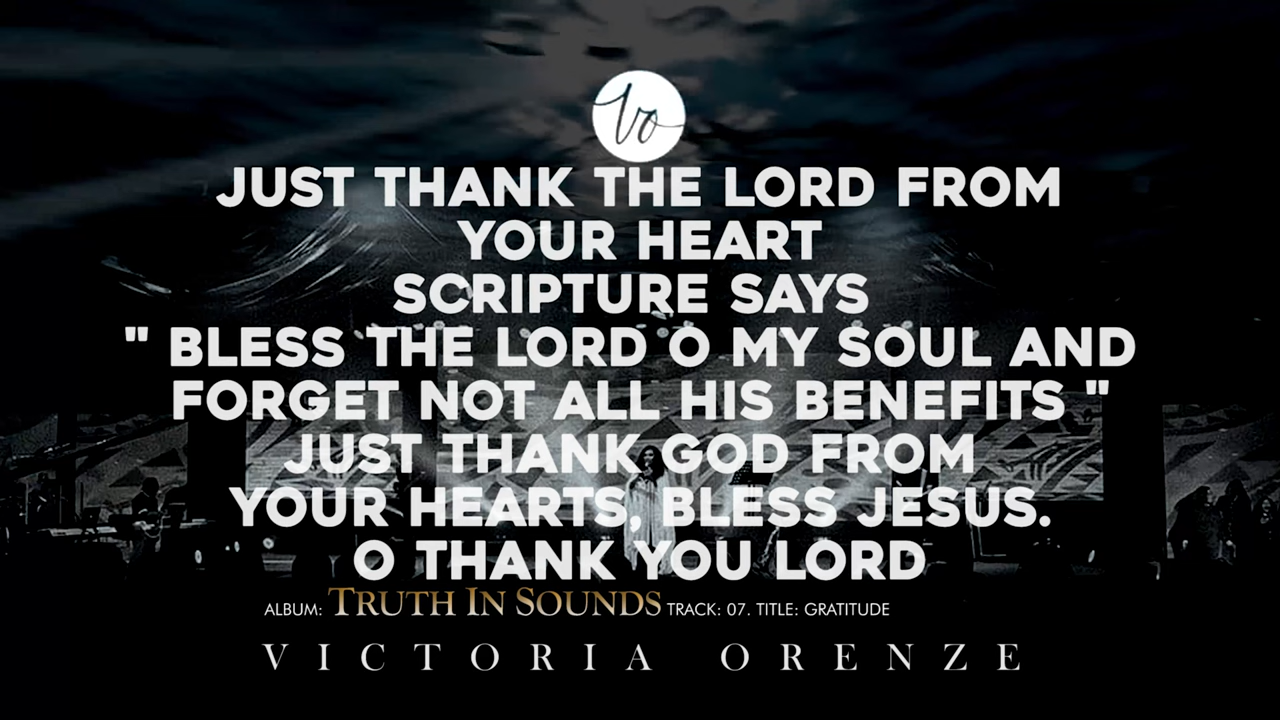 Vo
JUST THANK THE LORD FROM
YOUR HEART
SCRIPTURE SAYS
" BLESS THE LORD O MY SOUL AND
FORGET NOT ALL HIS BENEFITS "
JUST THANK GOD FROM
YOUR HEARTS, BLESS JESUS.
O THANK YOU LORD
ALBUM: TRUTH IN SOUNDS TRACK: 07. TITLE: GRATITUDE
VICTORIA ORENZE